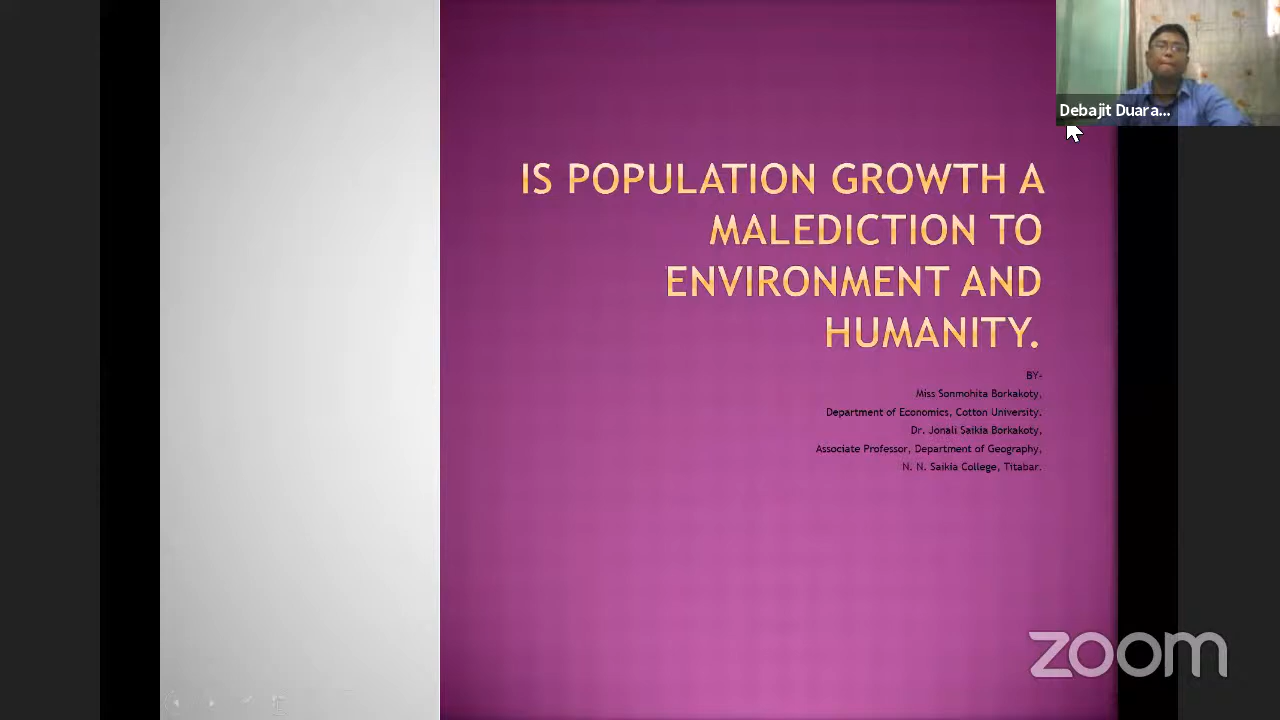 Debajit Duara...
IS POPULATION GROWTH A
MALEDICTION TO
ENVIRONMENT AND
HUMANITY.
BY-
Miss Sonmohita Borkakoty,
Department of Economics, Cotton University.
Dr. Jonali Saikia Borkakoty,
Associate Professor, Department of Geography,
N. N. Saikia College, Titabar.
zoom